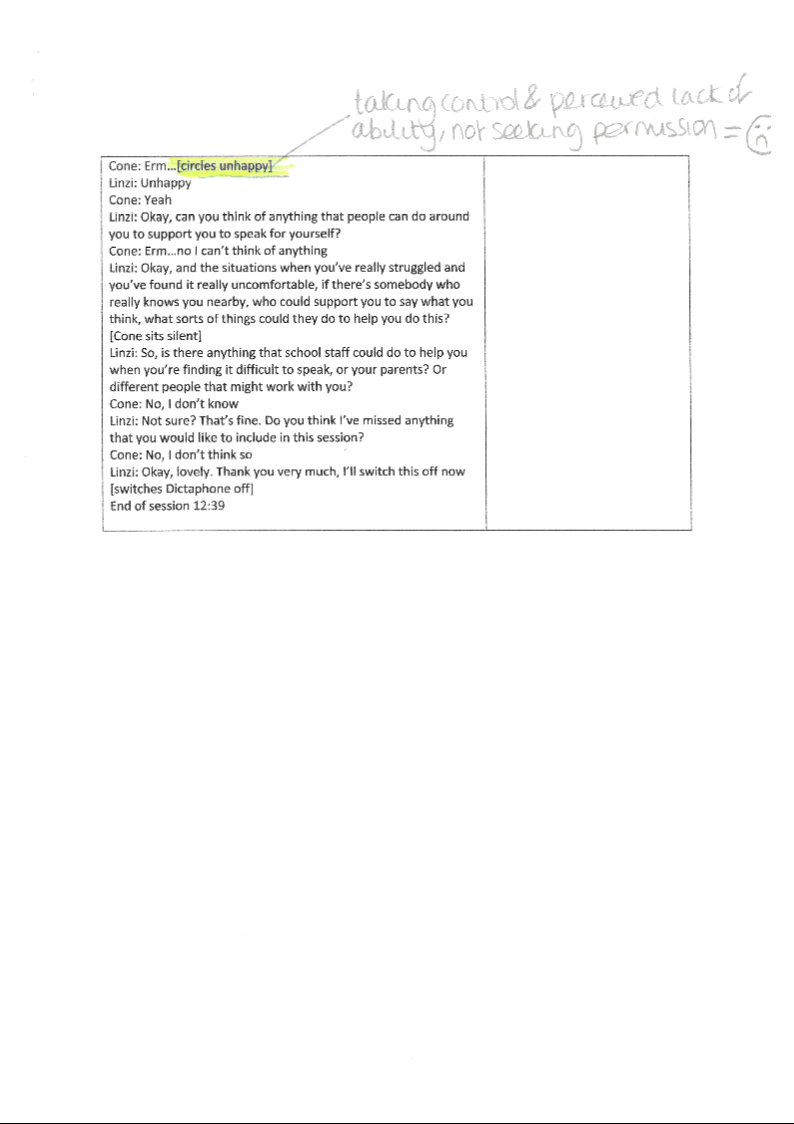 taking control & percewed lack of
ability, not seeking permission = ☹
Cone: Erm...[circles unhappy]
Linzi: Unhappy
Cone: Yeah
Linzi: Okay, can you think of anything that people can do around
you to support you to speak for yourself?
Cone: Erm...no I can't think of anything
Linzi: Okay, and the situations when you've really struggled and
you've found it really uncomfortable, if there's somebody who
really knows you nearby, who could support you to say what you
think, what sorts of things could they do to help you do this?
[Cone sits silent]
Linzi: So, is there anything that school staff could do to help you
when you're finding it difficult to speak, or your parents? Or
different people that might work with you?
Cone: No, I don't know
Linzi: Not sure? That's fine. Do you think I've missed anything
that you would like to include in this session?
Cone: No, I don't think so
Linzi: Okay, lovely. Thank you very much, I'll switch this off now
[switches Dictaphone off]
End of session 12:39